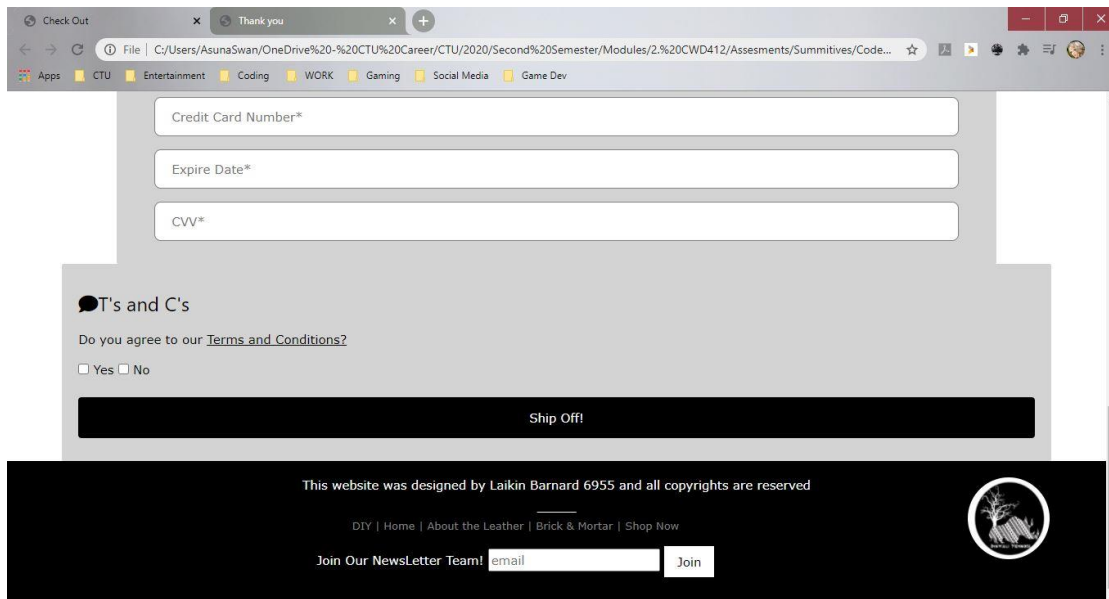 Check Out
Thank you
File | C:/Users/AsunaSwan/OneDrive%20-%20CTU%20Career/CTU/2020/Second%20Semester/Modules/2.%20CWD412/Assesments/Summitives/Code...
Apps CTU Entertainment Coding WORK Gaming Social Media Game Dev
Credit Card Number*
Expire Date*
CVV*
T's and C's
Do you agree to our Terms and Conditions?
Yes No
Ship Off!
This website was designed by Laikin Barnard 6955 and all copyrights are reserved
DIY | Home | About the Leather | Brick & Mortar | Shop Now
Join Our NewsLetter Team! email Join